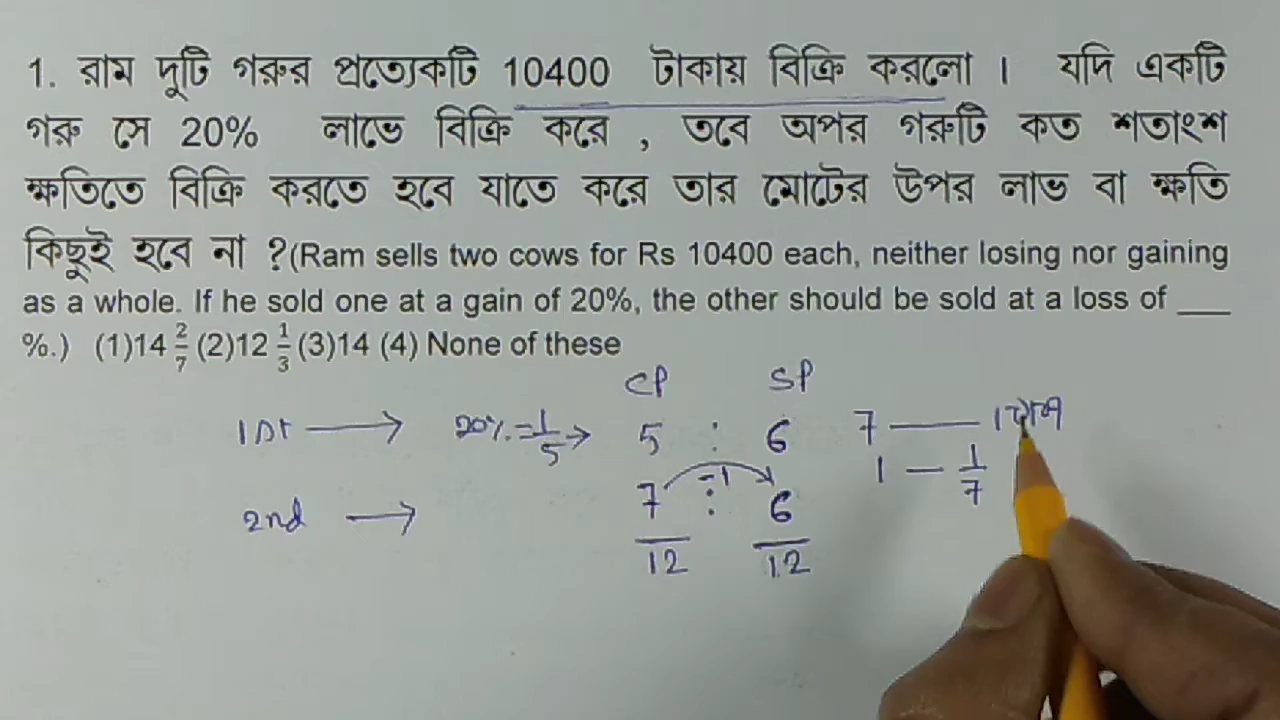 1. রাম দুটি গরুর প্রত্যেকটি 10400 টাকায় বিক্রি করলো । যদি একটি
গরু সে 20% লাভে বিক্রি করে , তবে অপর গরুটি কত শতাংশ
ক্ষতিতে বিক্রি করতে হবে যাতে করে তার মোটের উপর লাভ বা ক্ষতি
কিছুই হবে না ?(Ram sells two cows for Rs 10400 each, neither losing nor gaining
as a whole. If he sold one at a gain of 20%, the other should be sold at a loss of ___
%.) (1)14 2/7 (2)12 1/3 (3)14 (4) None of these
CP SP
1st → 20% = 1/5 → 5 : 6 7 — 1
1 — 1/7
-1
2nd → 7 : 6
12 12